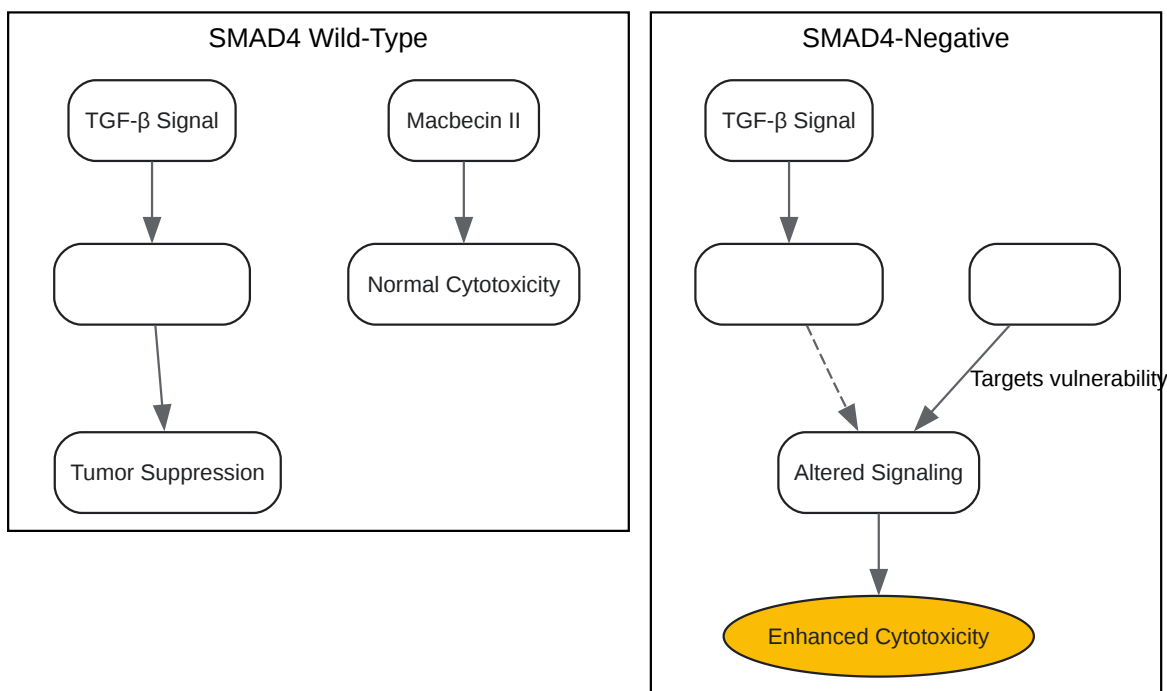 SMAD4 Wild-Type
TGF-β Signal
Macbecin II
Normal Cytotoxicity
Tumor Suppression
SMAD4-Negative
TGF-β Signal
Targets vulnerability
Altered Signaling
Enhanced Cytotoxicity